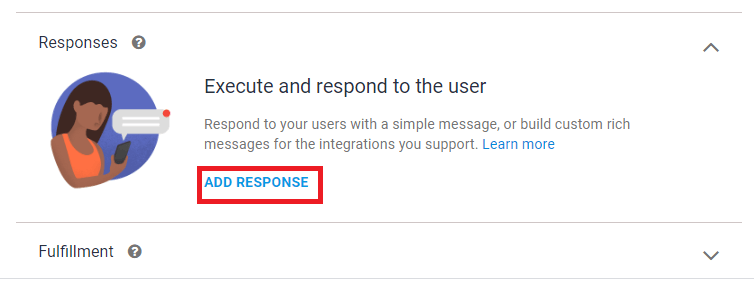 Responses
Execute and respond to the user
Respond to your users with a simple message, or build custom rich
messages for the integrations you support. Learn more
ADD RESPONSE
Fulfillment